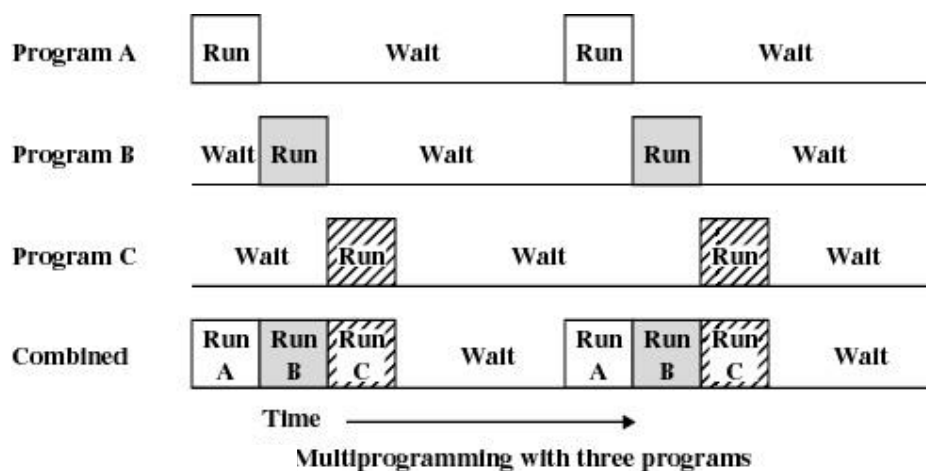 Program A Run Wait Run Wait
Program B Wait Run Wait Run Wait
Program C Wait Run Wait Run Wait
Combined Run A Run B Run C Wait Run A Run B Run C Wait
Time
Multiprogramming with three programs